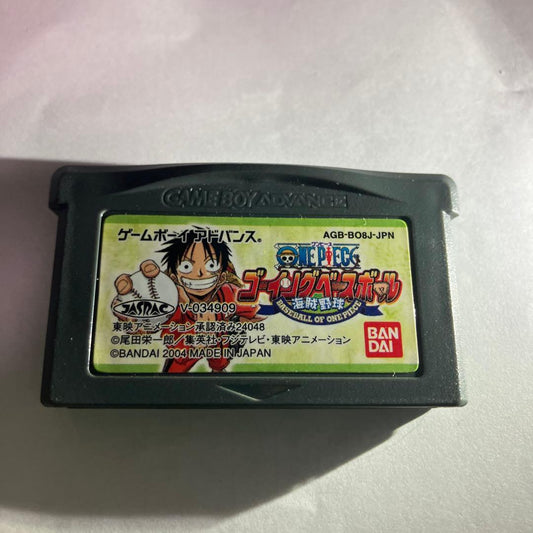 GAME BOY ADVANCE
ゲームボーイアドバンス®
AGB-BO8J-JPN
ONE PIECE
ゴーイングベースボール
海賊野球
BASEBALL OF ONE PIECE
JASRAC
V-034909
東映アニメーション承認済み24048
©尾田栄一郎／集英社・フジテレビ・東映アニメーション
©BANDAI 2004 MADE IN JAPAN
BAN
DAI